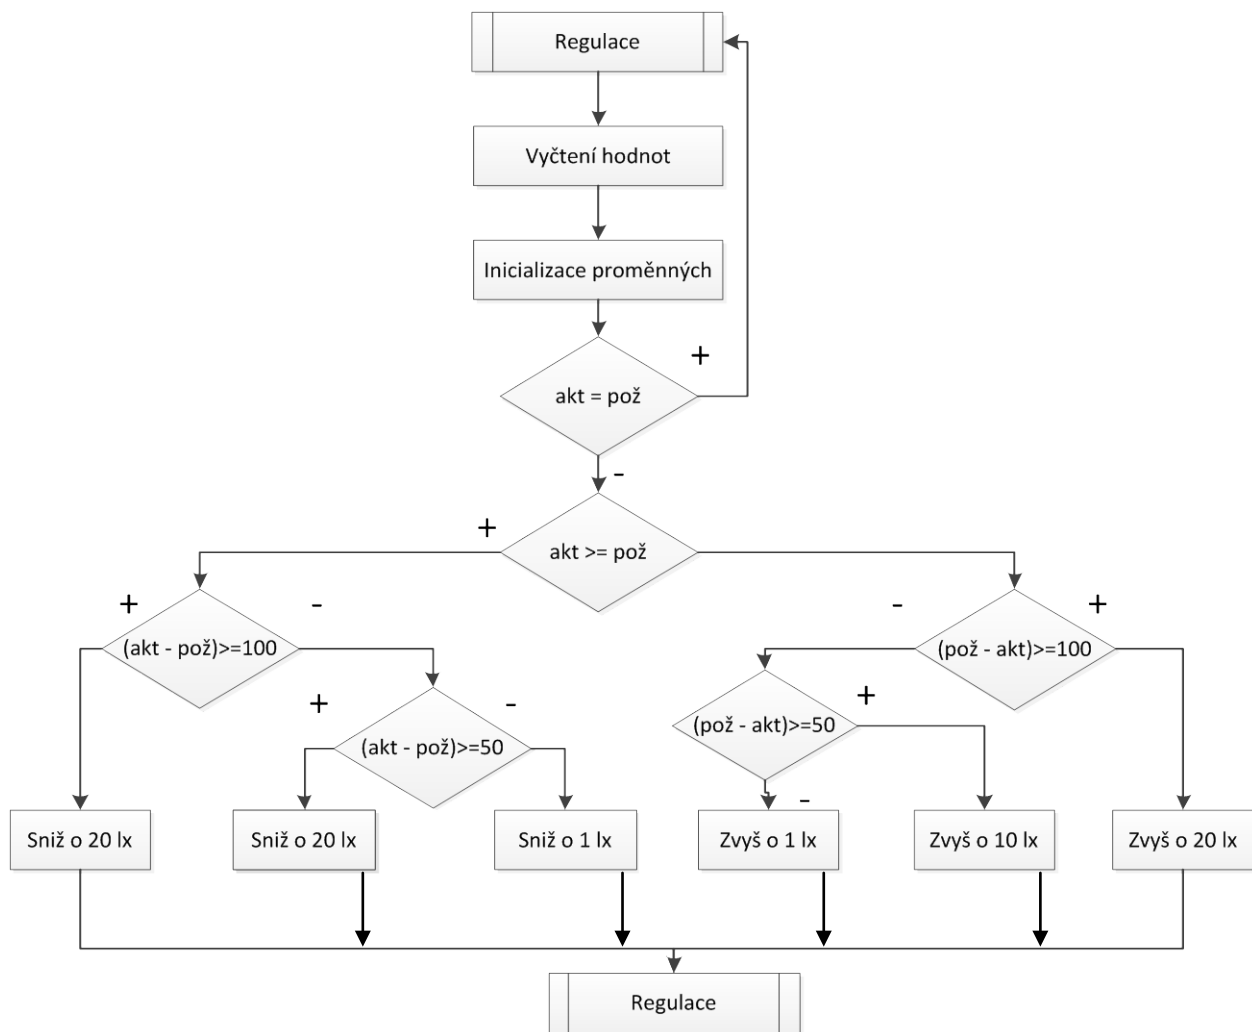 Regulace
Vyčtení hodnot
Inicializace proměnných
+
akt = pož
-
+
akt >= pož
+
-
-
+
(akt - pož)>=100
(pož - akt)>=100
+
-
+
(akt - pož)>=50
(pož - akt)>=50
-
Sniž o 20 lx
Sniž o 20 lx
Sniž o 1 lx
Zvyš o 1 lx
Zvyš o 10 lx
Zvyš o 20 lx
Regulace